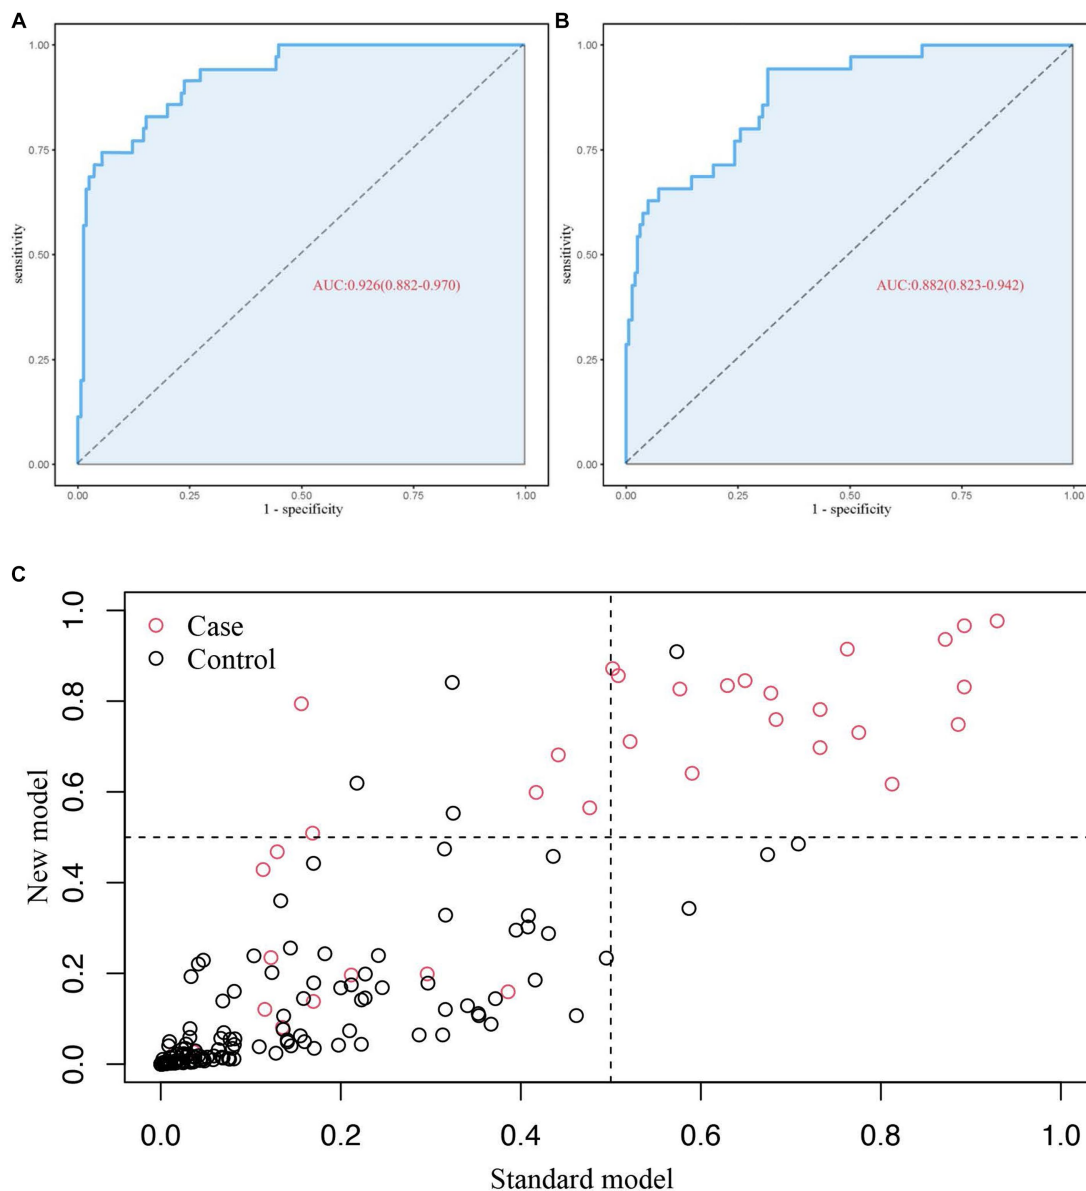 A
1.00
0.75
0.50
0.25
0.00
sensitivity
AUC:0.926(0.882-0.970)
0.00 0.25 0.50 0.75 1.00
1 - specificity
B
1.00
0.75
0.50
0.25
0.00
sensitivity
AUC:0.882(0.823-0.942)
0.00 0.25 0.50 0.75 1.00
1 - specificity
C
Case
Control
1.0
0.8
0.6
0.4
0.2
0.0
New model
0.0 0.2 0.4 0.6 0.8 1.0
Standard model